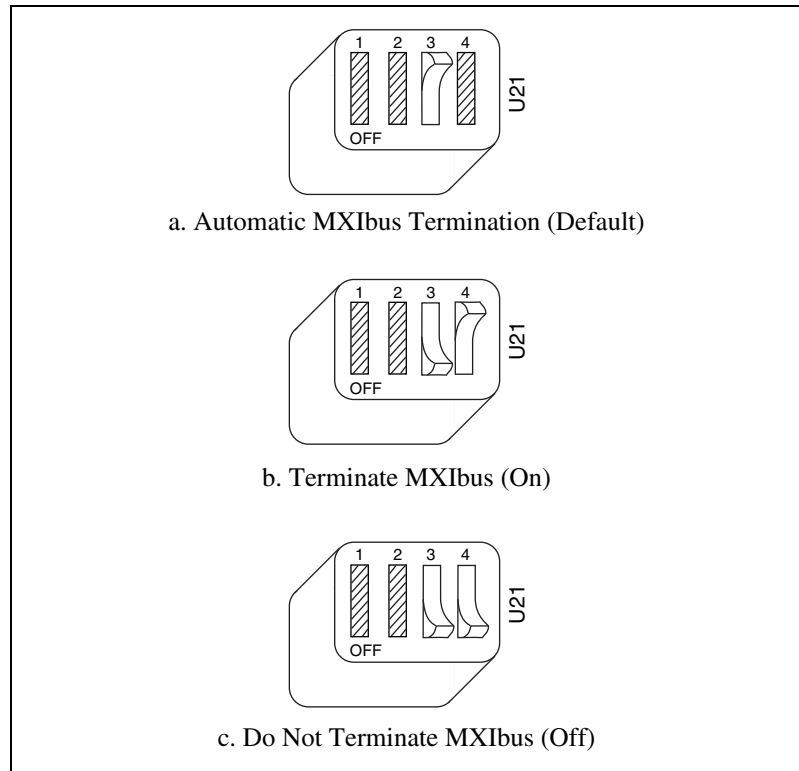 1 2 3 4
OFF
U21
a. Automatic MXIbus Termination (Default)
1 2 3 4
OFF
U21
b. Terminate MXIbus (On)
1 2 3 4
OFF
U21
c. Do Not Terminate MXIbus (Off)